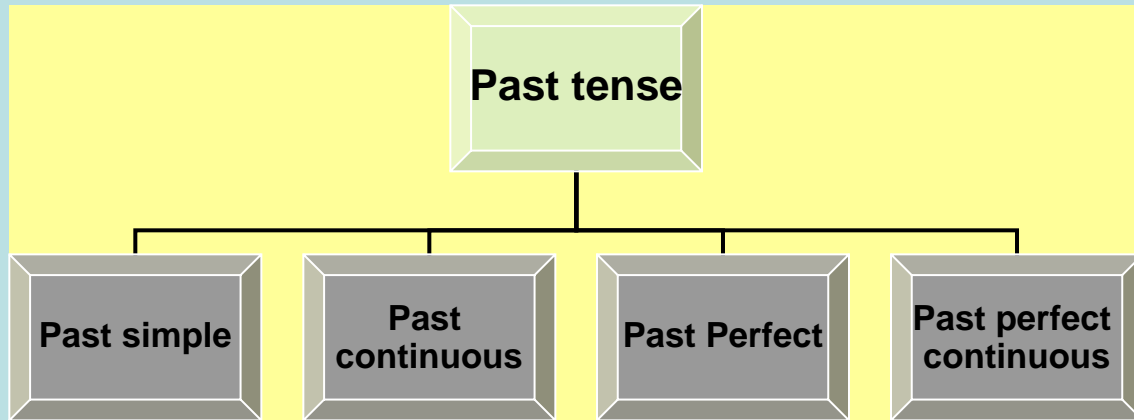 Past tense
Past simple
Past
continuous
Past Perfect
Past perfect
continuous